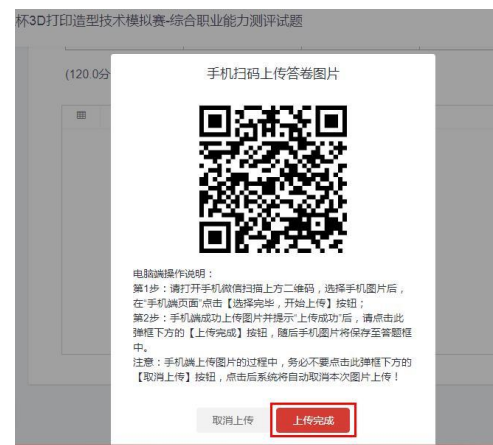 杯3D打印造型技术模拟赛-综合职业能力测评试题
(120.0分
手机扫码上传答卷图片
电脑端操作说明：
第1步：请打开手机微信扫描上方二维码，选择手机图片后，
在“手机端页面”点击【选择完毕，开始上传】按钮；
第2步：手机端成功上传图片并提示“上传成功”后，请点击此
弹框下方的【上传完成】按钮，随后手机图片将保存至答题框
中。
注意：手机端上传图片的过程中，务必不要点击此弹框下方的
【取消上传】按钮，点击后系统将自动取消本次图片上传！
取消上传
上传完成